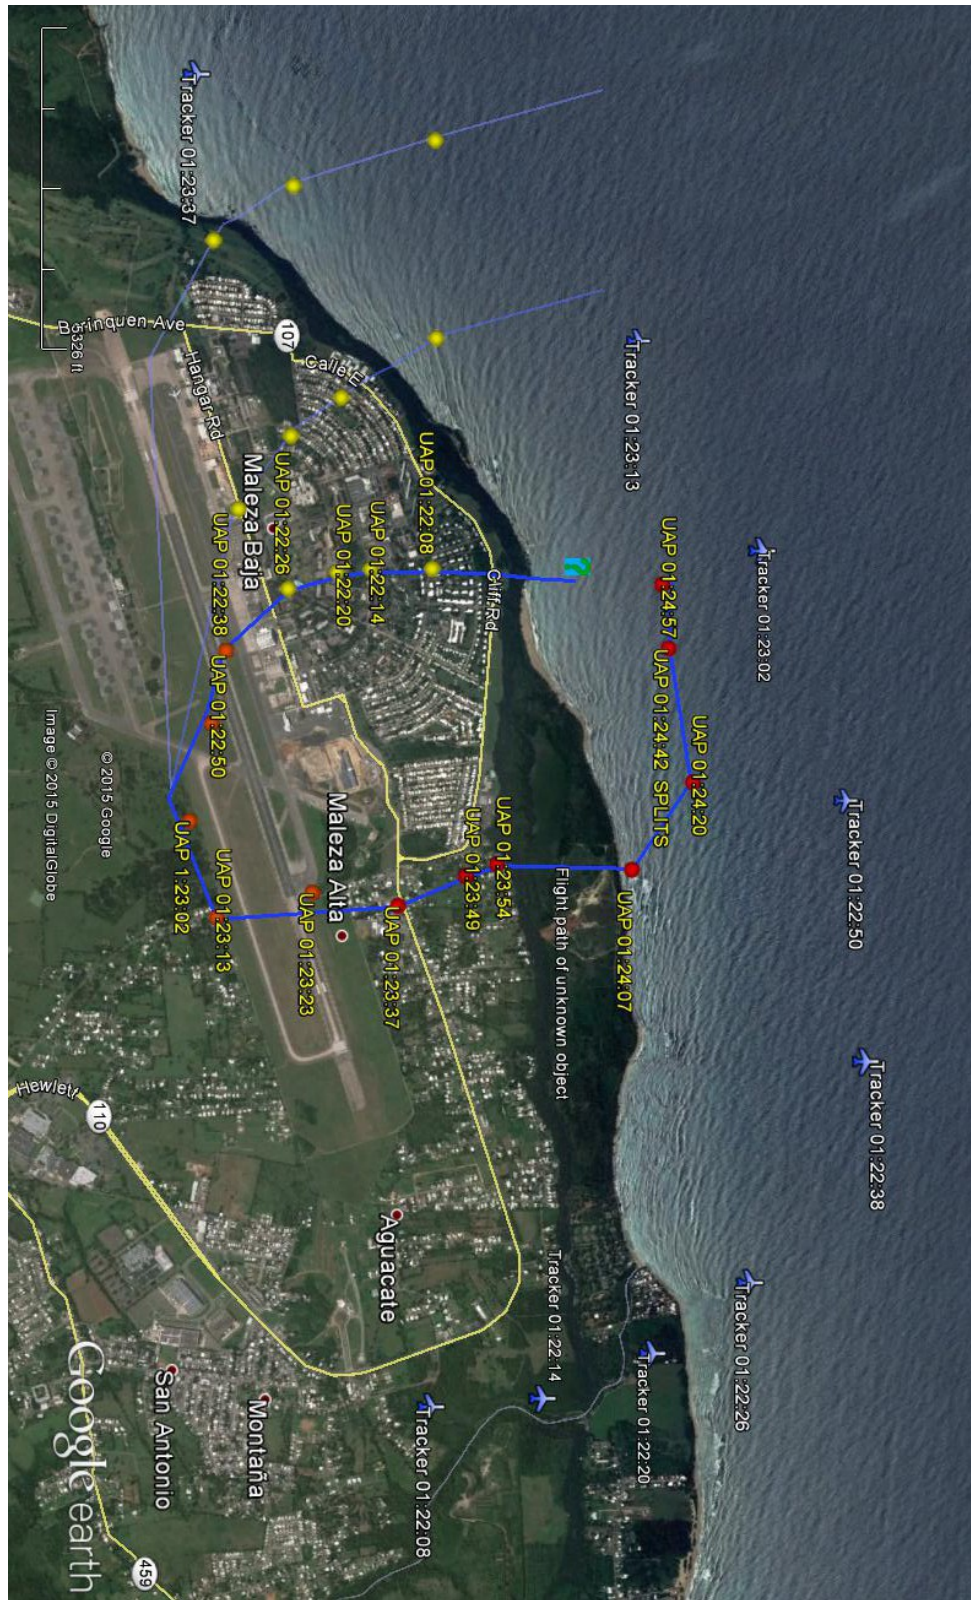 Tracker 01:23:37
Tracker 01:23:13
Tracker 01:23:02
Tracker 01:22:50
Tracker 01:22:38
Tracker 01:22:26
Tracker 01:22:20
Tracker 01:22:14
Tracker 01:22:08
UAP 01:24:57
UAP 01:24:42 SPLITS
UAP 01:24:20
UAP 01:24:07
Flight path of unknown object
UAP 01:23:54
UAP 01:23:49
UAP 01:23:37
UAP 01:23:23
UAP 01:23:13
UAP 1:23:02
UAP 01:22:50
UAP 01:22:38
UAP 01:22:26
UAP 01:22:20
UAP 01:22:14
UAP 01:22:08
Cliff Rd
Calle E
107
Borinquen Ave
Hangar Rd
Maleza Baja
Maleza Alta
Aguacate
Montaña
San Antonio
Hewlett
110
459
Image © 2015 DigitalGlobe
© 2015 Google
Google earth